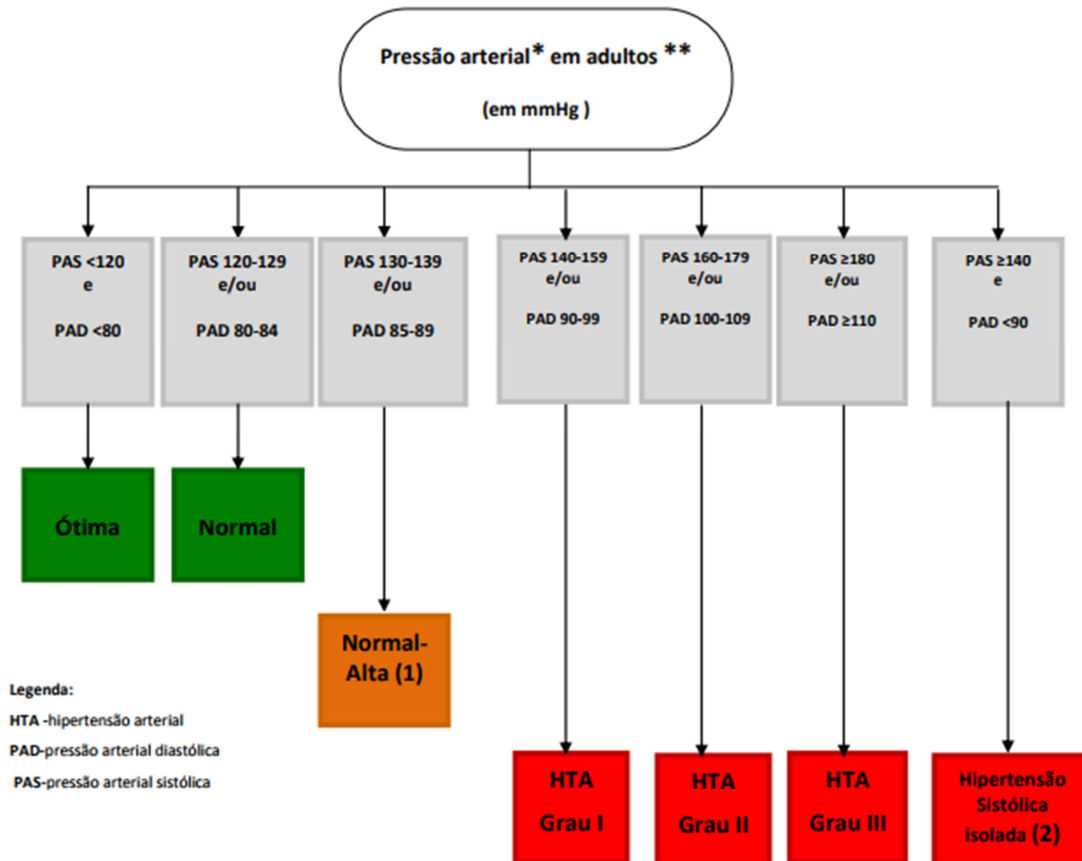 Pressão arterial* em adultos **
(em mmHg )
PAS <120
e
PAD <80
PAS 120-129
e/ou
PAD 80-84
PAS 130-139
e/ou
PAD 85-89
PAS 140-159
e/ou
PAD 90-99
PAS 160-179
e/ou
PAD 100-109
PAS ≥180
e/ou
PAD ≥110
PAS ≥140
e
PAD <90
Ótima
Normal
Normal-
Alta (1)
Legenda:
HTA -hipertensão arterial
PAD-pressão arterial diastólica
PAS-pressão arterial sistólica
HTA
Grau I
HTA
Grau II
HTA
Grau III
Hipertensão
Sistólica
isolada (2)